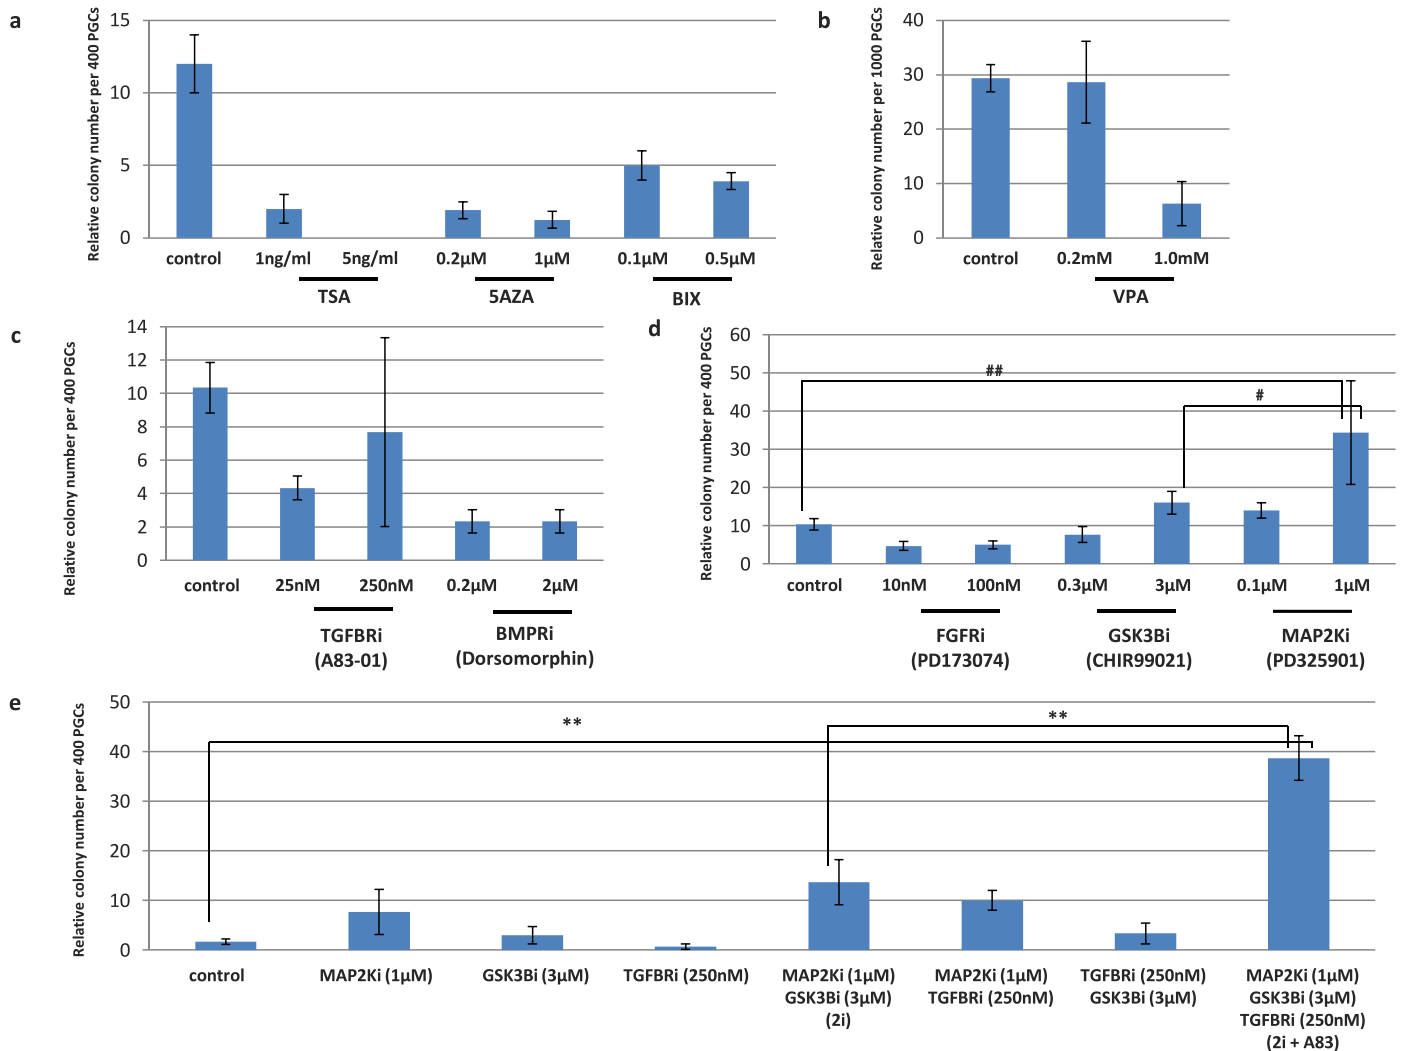 a
Relative colony number per 400 PGCs
15
10
5
0
control 1ng/ml 5ng/ml 0.2µM 1µM 0.1µM 0.5µM
TSA 5AZA BIX
b
Relative colony number per 1000 PGCs
40
30
20
10
0
control 0.2mM 1.0mM
VPA
c
Relative colony number per 400 PGCs
14
12
10
8
6
4
2
0
control 25nM 250nM 0.2µM 2µM
TGFBRi BMPRi
(A83-01) (Dorsomorphin)
d
Relative colony number per 400 PGCs
60
50
40
30
20
10
0
##
#
control 10nM 100nM 0.3µM 3µM 0.1µM 1µM
FGFRi GSK3Bi MAP2Ki
(PD173074) (CHIR99021) (PD325901)
e
Relative colony number per 400 PGCs
50
40
30
20
10
0
** **
control MAP2Ki (1µM) GSK3Bi (3µM) TGFBRi (250nM) MAP2Ki (1µM) MAP2Ki (1µM) TGFBRi (250nM) MAP2Ki (1µM)
GSK3Bi (3µM) TGFBRi (250nM) GSK3Bi (3µM) GSK3Bi (3µM)
(2i) TGFBRi (250nM)
(2i + A83)